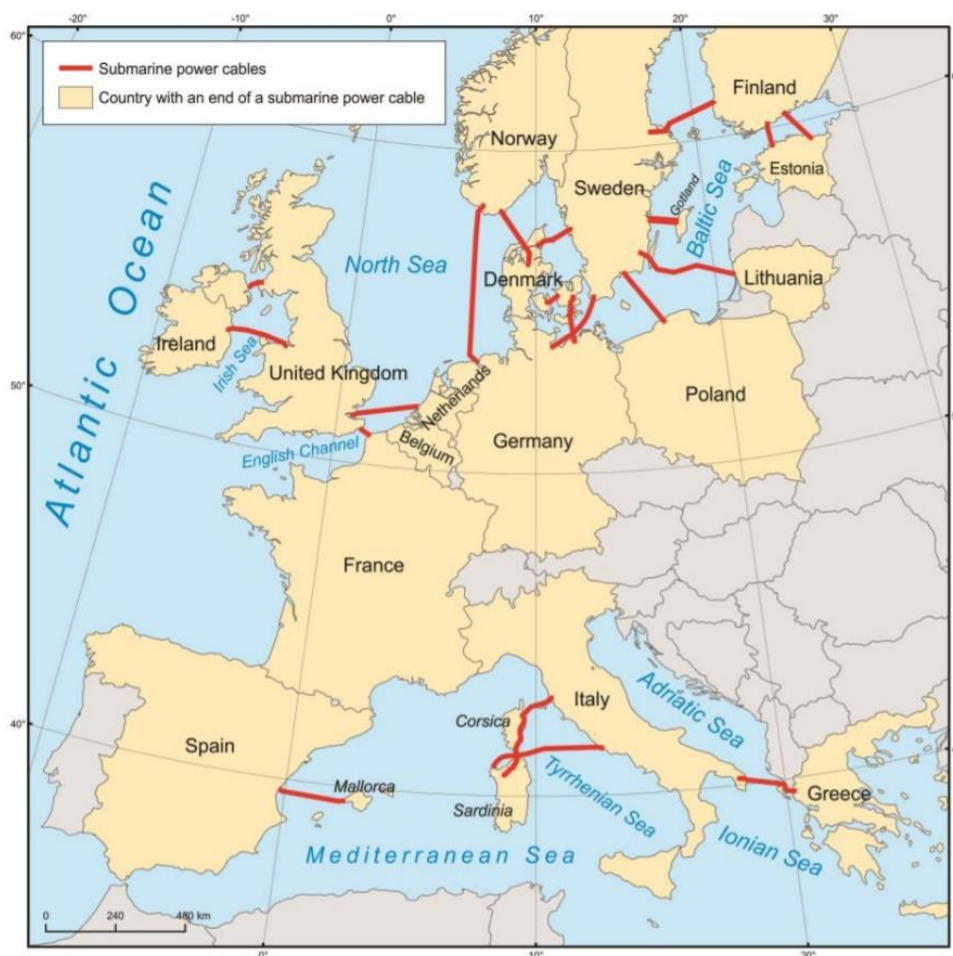 -20°
-10°
0°
10°
20°
30°
60°
Submarine power cables
Country with an end of a submarine power cable
Finland
Norway
Estonia
Sweden
Gotland
Baltic Sea
Atlantic Ocean
North Sea
Denmark
Lithuania
Ireland
Irish Sea
United Kingdom
Netherlands
50°
Poland
English Channel
Belgium
Germany
France
Adriatic Sea
Italy
Corsica
40°
Spain
Tyrrhenian Sea
Mallorca
Greece
Sardinia
Ionian Sea
Mediterranean Sea
0
240
480 km
0°
10°
30°